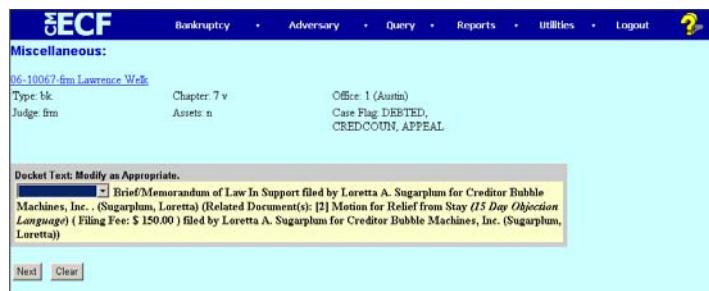 CM ECF Bankruptcy • Adversary • Query • Reports • Utilities • Logout ?
Miscellaneous:
06-10067-frm Lawrence Welk
Type: bk Chapter: 7 v Office: 1 (Austin)
Judge: frm Assets: n Case Flag: DEBTED,
CREDCOUN, APPEAL
Docket Text: Modify as Appropriate.
Brief/Memorandum of Law In Support filed by Loretta A. Sugarplum for Creditor Bubble
Machines, Inc. . (Sugarplum, Loretta) (Related Document(s): [2] Motion for Relief from Stay (15 Day Objection
Language) ( Filing Fee: $ 150.00 ) filed by Loretta A. Sugarplum for Creditor Bubble Machines, Inc. (Sugarplum,
Loretta))
Next Clear